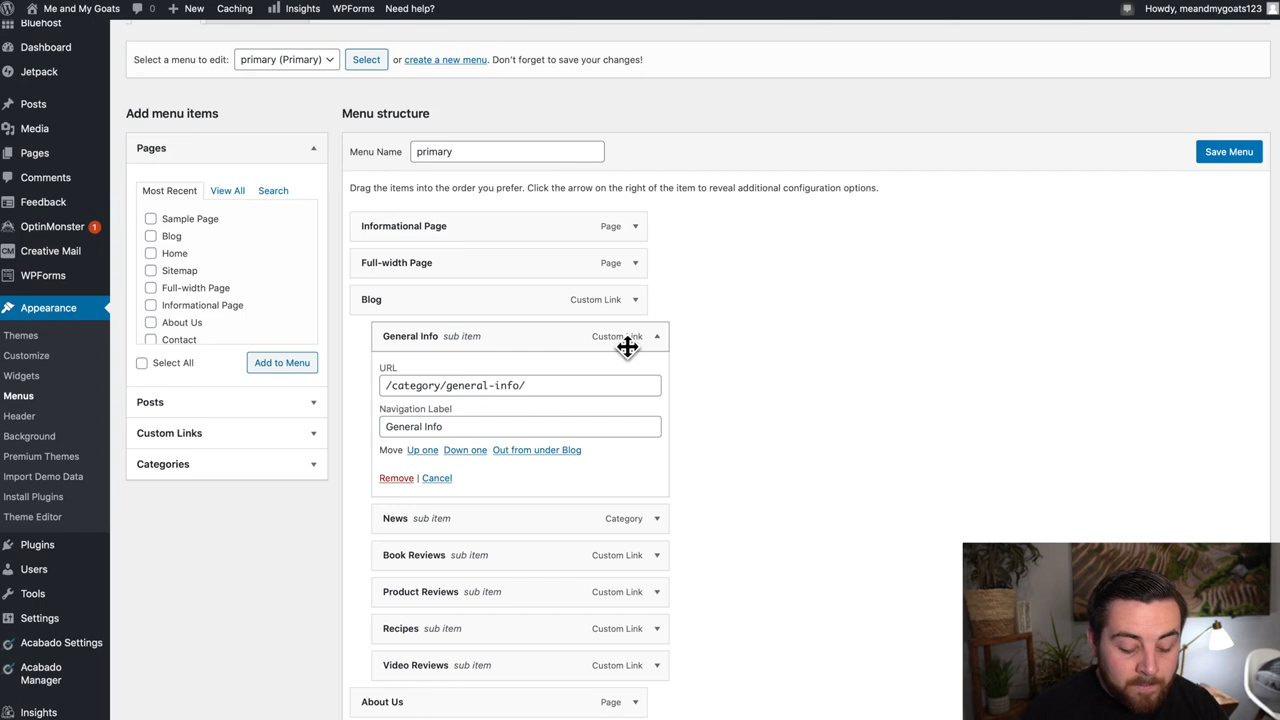 Me and My Goats 0 New Caching Insights WPForms Need help? Howdy, meandmygoats123
Bluehost
Dashboard
Jetpack
Posts
Media
Pages
Comments
Feedback
OptinMonster 1
Creative Mail
WPForms
Appearance
Themes
Customize
Widgets
Menus
Header
Background
Premium Themes
Import Demo Data
Install Plugins
Theme Editor
Plugins
Users
Tools
Settings
Acabado Settings
Acabado
Manager
Insights
Select a menu to edit: primary (Primary) Select or create a new menu. Don’t forget to save your changes!
Add menu items
Pages
Most Recent View All Search
Sample Page
Blog
Home
Sitemap
Full-width Page
Informational Page
About Us
Contact
Select All Add to Menu
Posts
Custom Links
Categories
Menu structure
Menu Name primary Save Menu
Drag the items into the order you prefer. Click the arrow on the right of the item to reveal additional configuration options.
Informational Page Page
Full-width Page Page
Blog Custom Link
General Info sub item Custom Link
URL
/category/general-info/
Navigation Label
General Info
Move Up one Down one Out from under Blog
Remove | Cancel
News sub item Category
Book Reviews sub item Custom Link
Product Reviews sub item Custom Link
Recipes sub item Custom Link
Video Reviews sub item Custom Link
About Us Page